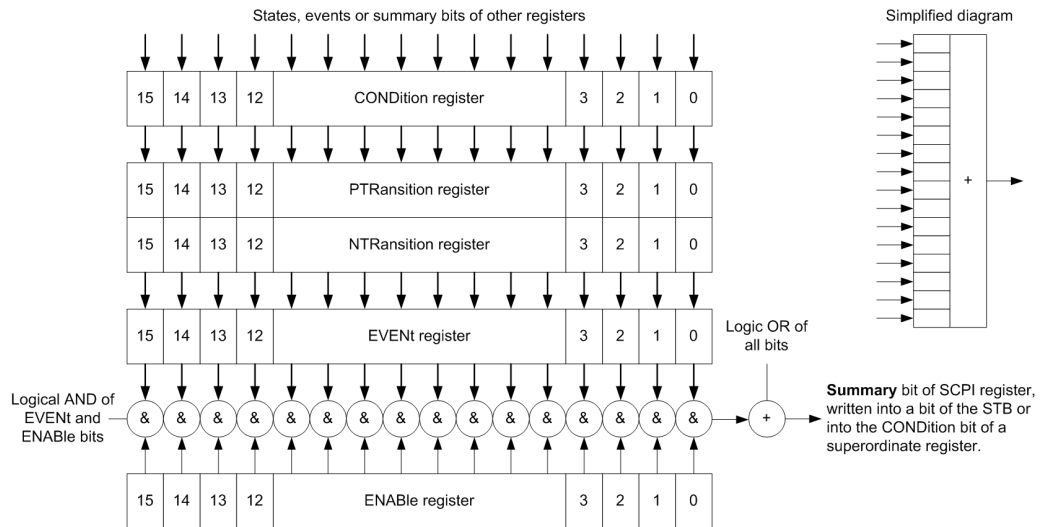 States, events or summary bits of other registers
Simplified diagram
15 14 13 12 CONDition register 3 2 1 0
15 14 13 12 PTRansition register 3 2 1 0
+
15 14 13 12 NTRansition register 3 2 1 0
15 14 13 12 EVENt register 3 2 1 0
Logic OR of
all bits
Logical AND of
EVENt and
ENABle bits
& & & & & & & & & & & & & & & & +
Summary bit of SCPI register,
written into a bit of the STB or
into the CONDition bit of a
superordinate register.
15 14 13 12 ENABle register 3 2 1 0